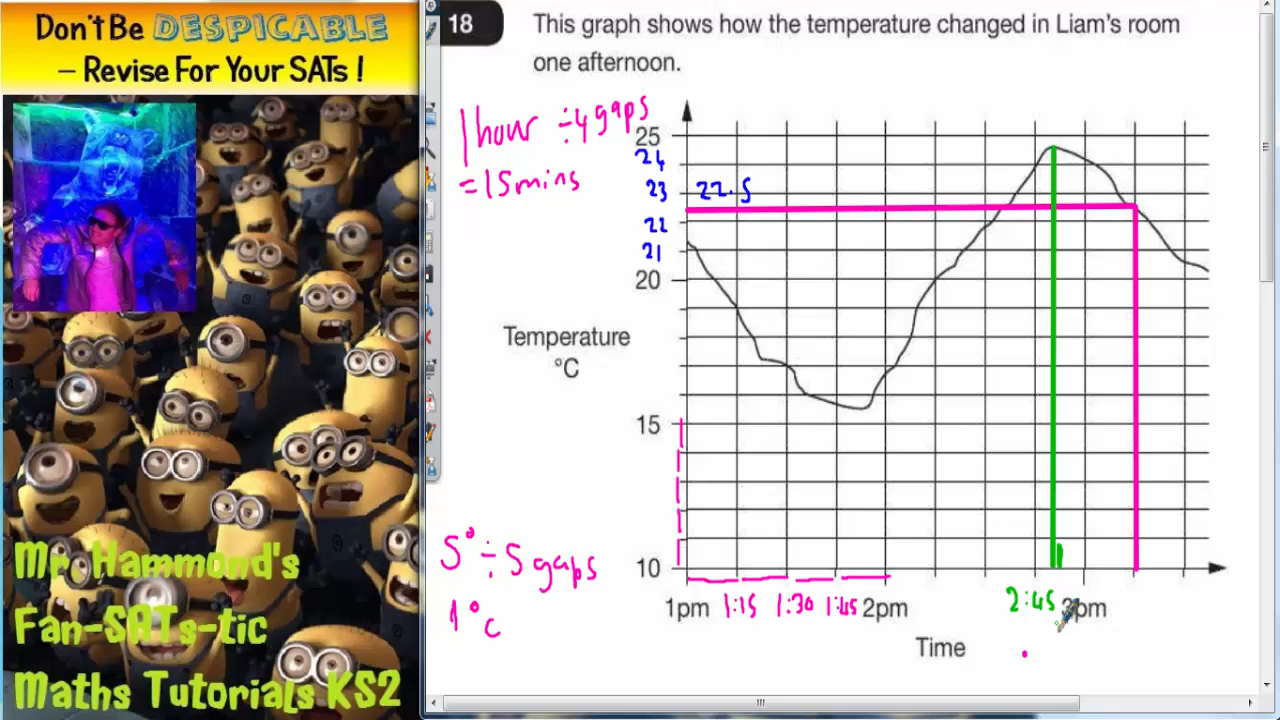 Don't Be DESPICABLE
– Revise For Your SATs !
Mr Hammond's
Fan-SATs-tic
Maths Tutorials KS2
18
This graph shows how the temperature changed in Liam's room
one afternoon.
1 hour ÷ 4 gaps
= 15 mins
25
24
23
22.5
22
21
20
Temperature
°C
15
5° ÷ 5 gaps
1°c
10
1pm 1:15 1:30 1:45 2pm 2:45 3pm
Time